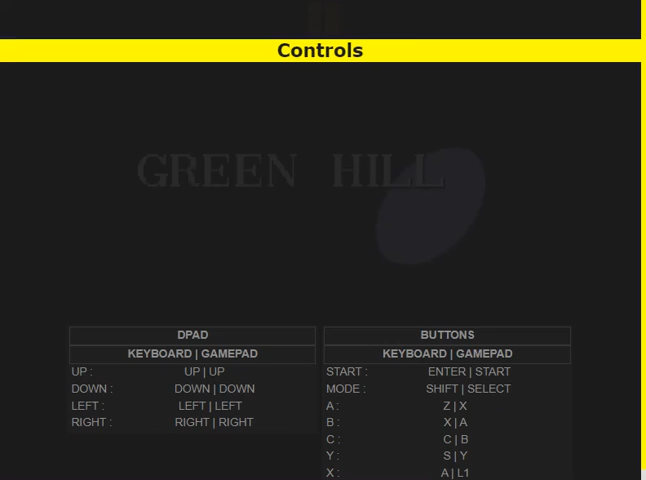 Controls
GREEN HILL
DPAD
KEYBOARD | GAMEPAD
UP : UP | UP
DOWN : DOWN | DOWN
LEFT : LEFT | LEFT
RIGHT : RIGHT | RIGHT
BUTTONS
KEYBOARD | GAMEPAD
START : ENTER | START
MODE : SHIFT | SELECT
A : Z | X
B : X | A
C : C | B
Y : S | Y
X : A | L1